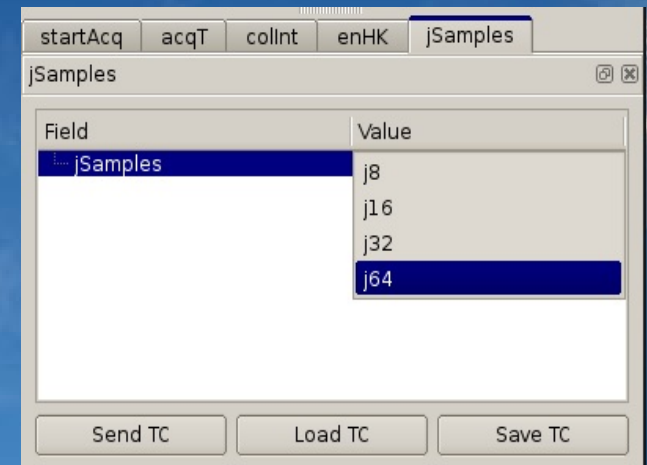 startAcq acqT colInt enHK jSamples
jSamples
Field Value
jSamples
j8
j16
j32
j64
Send TC Load TC Save TC